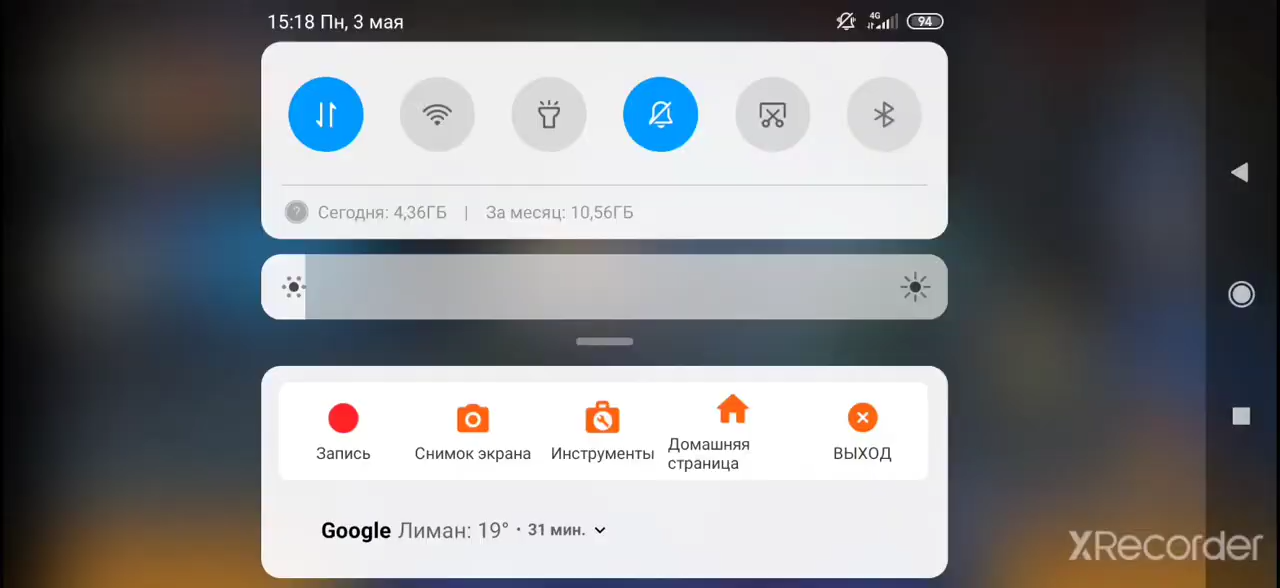 15:18 Пн, 3 мая
4G
94
Сегодня: 4,36ГБ | За месяц: 10,56ГБ
Запись
Снимок экрана
Инструменты
Домашняя
страница
ВЫХОД
Google Лиман: 19° · 31 мин.
XRecorder